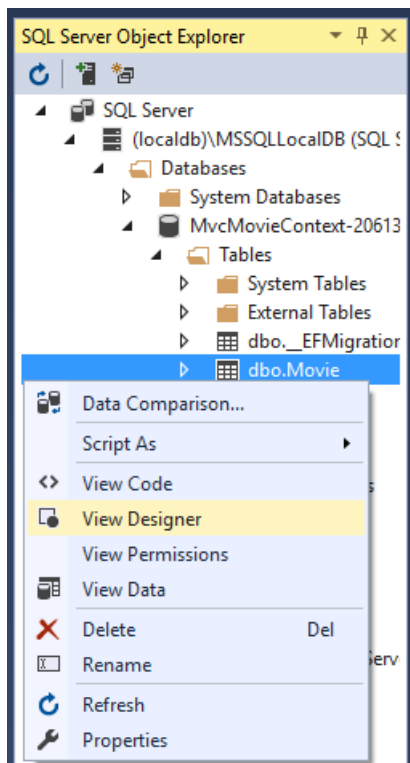 SQL Server Object Explorer
SQL Server
(localdb)\MSSQLLocalDB (SQL S
Databases
System Databases
MvcMovieContext-20613
Tables
System Tables
External Tables
dbo.__EFMigration
dbo.Movie
Data Comparison...
Script As
View Code
s
View Designer
View Permissions
View Data
Delete Del
Rename
Serv
Refresh
Properties